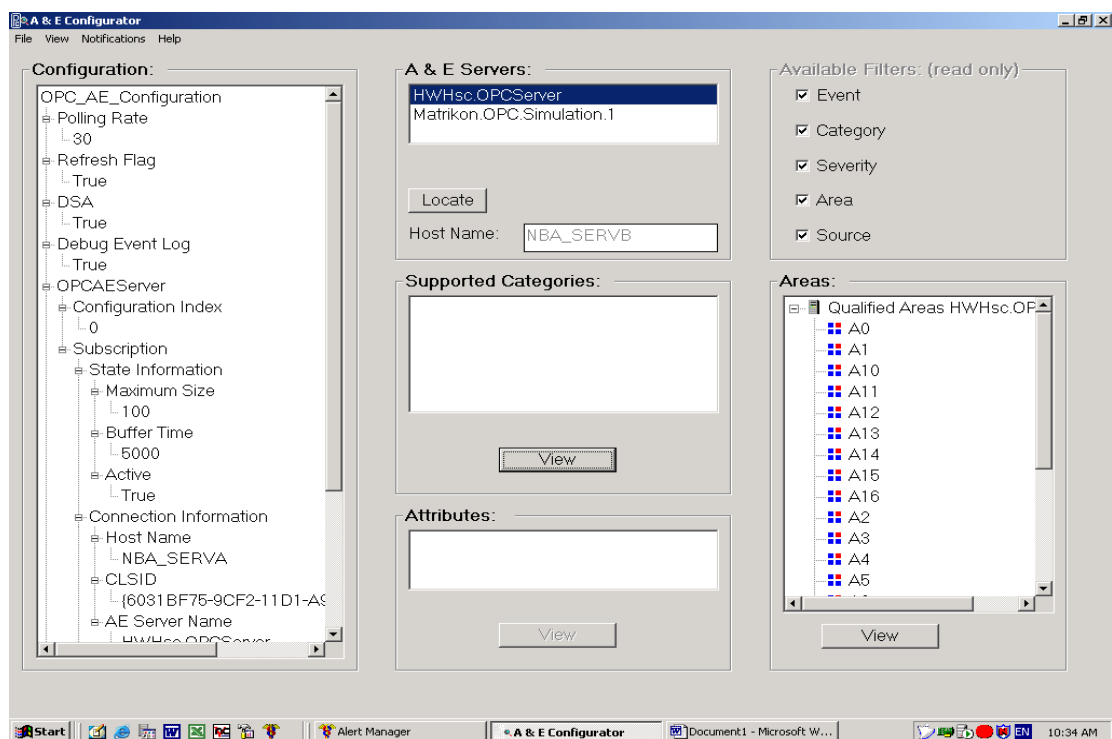 A & E Configurator
File View Notifications Help
Configuration:
OPC_AE_Configuration
Polling Rate
30
Refresh Flag
True
DSA
True
Debug Event Log
True
OPCAEServer
Configuration Index
0
Subscription
State Information
Maximum Size
100
Buffer Time
5000
Active
True
Connection Information
Host Name
NBA_SERVA
CLSID
{6031BF75-9CF2-11D1-A9
AE Server Name
HWHsc.OPCServer
A & E Servers:
HWHsc.OPCServer
Matrikon.OPC.Simulation.1
Locate
Host Name: NBA_SERVB
Supported Categories:
View
Attributes:
View
Available Filters: (read only)
Event
Category
Severity
Area
Source
Areas:
Qualified Areas HWHsc.OP
A0
A1
A10
A11
A12
A13
A14
A15
A16
A2
A3
A4
A5
View
Start Alert Manager A & E Configurator Document1 - Microsoft W... EN 10:34 AM